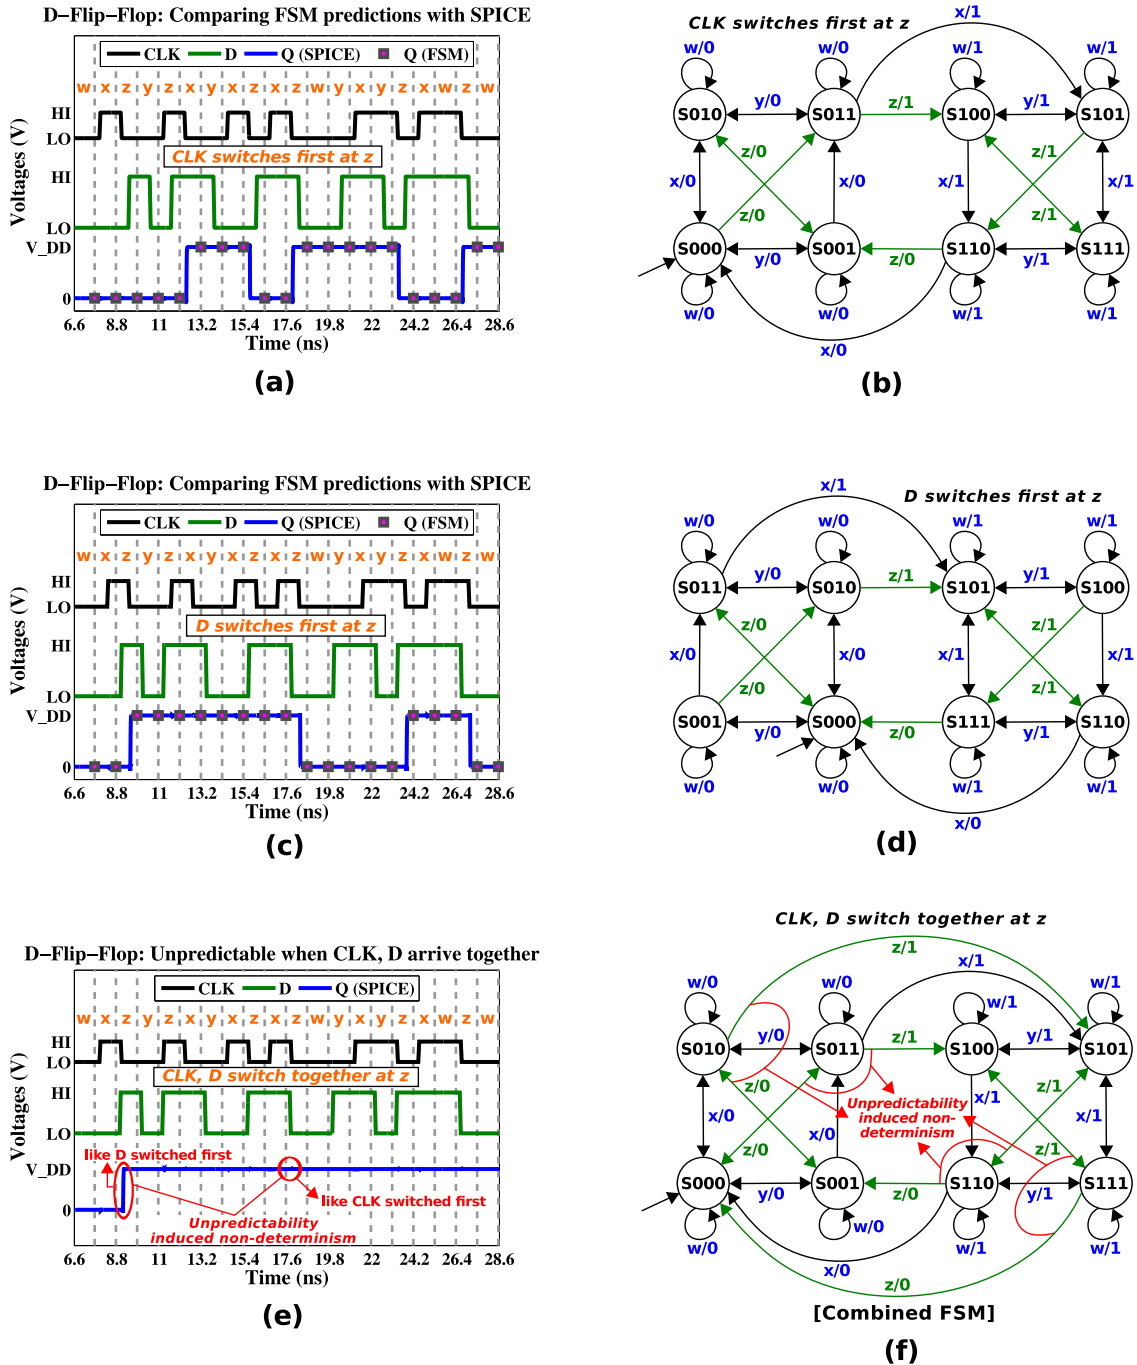 D−Flip−Flop: Comparing FSM predictions with SPICE
CLK D Q (SPICE) Q (FSM)
w x z y z x y x z x z w y x y x x z w
HI
LO
CLK switches first at z
HI
LO
V_DD
0
Voltages (V)
6.6 8.8 11 13.2 15.4 17.6 19.8 22 24.2 26.4 28.6
Time (ns)
(a)
CLK switches first at z
x/1
w/0 w/0 w/1 w/1
S010 y/0 S011 z/1 S100 y/1 S101
z/0 z/1
x/0 x/0 x/1 x/1
z/0 z/1
S000 y/0 S001 z/0 S110 y/1 S111
w/0 w/0 w/1 w/1
x/0
(b)
D−Flip−Flop: Comparing FSM predictions with SPICE
CLK D Q (SPICE) Q (FSM)
w x z y z x y x z x z w y x y x x z w
HI
LO
D switches first at z
HI
LO
V_DD
0
Voltages (V)
6.6 8.8 11 13.2 15.4 17.6 19.8 22 24.2 26.4 28.6
Time (ns)
(c)
x/1
D switches first at z
w/0 w/0 w/1 w/1
S011 y/0 S010 z/1 S101 y/1 S100
z/0 z/1
x/0 x/0 x/1 x/1
z/0 z/1
S001 y/0 S000 z/0 S111 y/1 S110
w/0 w/0 w/1 w/1
x/0
(d)
D−Flip−Flop: Unpredictable when CLK, D arrive together
CLK D Q (SPICE)
w x z y z x y x z x z w y x y x x z w
HI
LO
CLK, D switch together at z
HI
LO
like D switched first
V_DD
like CLK switched first
0
Unpredictability
induced non-determinism
Voltages (V)
6.6 8.8 11 13.2 15.4 17.6 19.8 22 24.2 26.4 28.6
Time (ns)
(e)
CLK, D switch together at z
z/1
x/1
w/0 w/0 w/1 w/1
S010 y/0 S011 z/1 S100 y/1 S101
z/0 z/1
Unpredictability
induced non-
determinism
x/0 x/0 x/1 x/1
z/0 z/1
S000 y/0 S001 z/0 S110 y/1 S111
w/0 w/0 w/1 w/1
x/0
z/0
[Combined FSM]
(f)